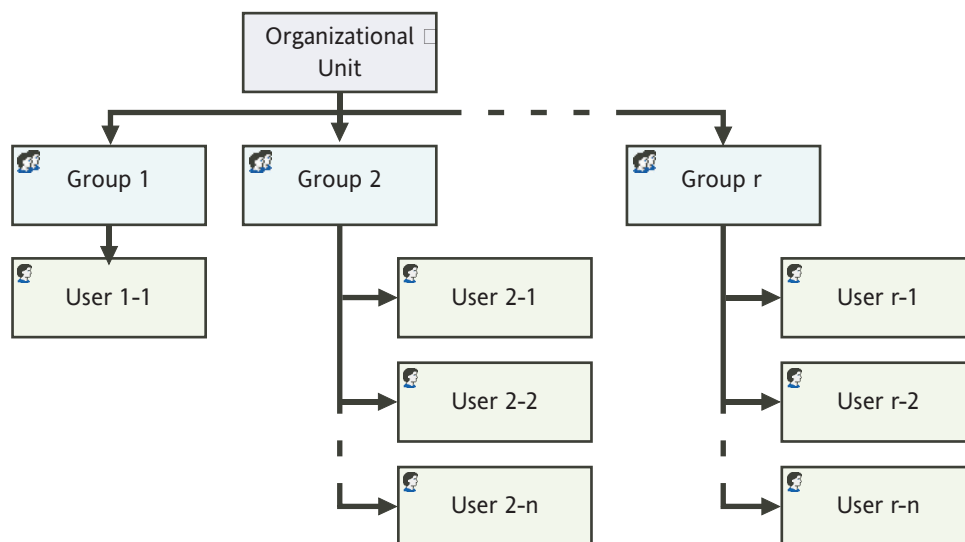 Organizational
Unit
Group 1
Group 2
Group r
User 1-1
User 2-1
User r-1
User 2-2
User r-2
User 2-n
User r-n